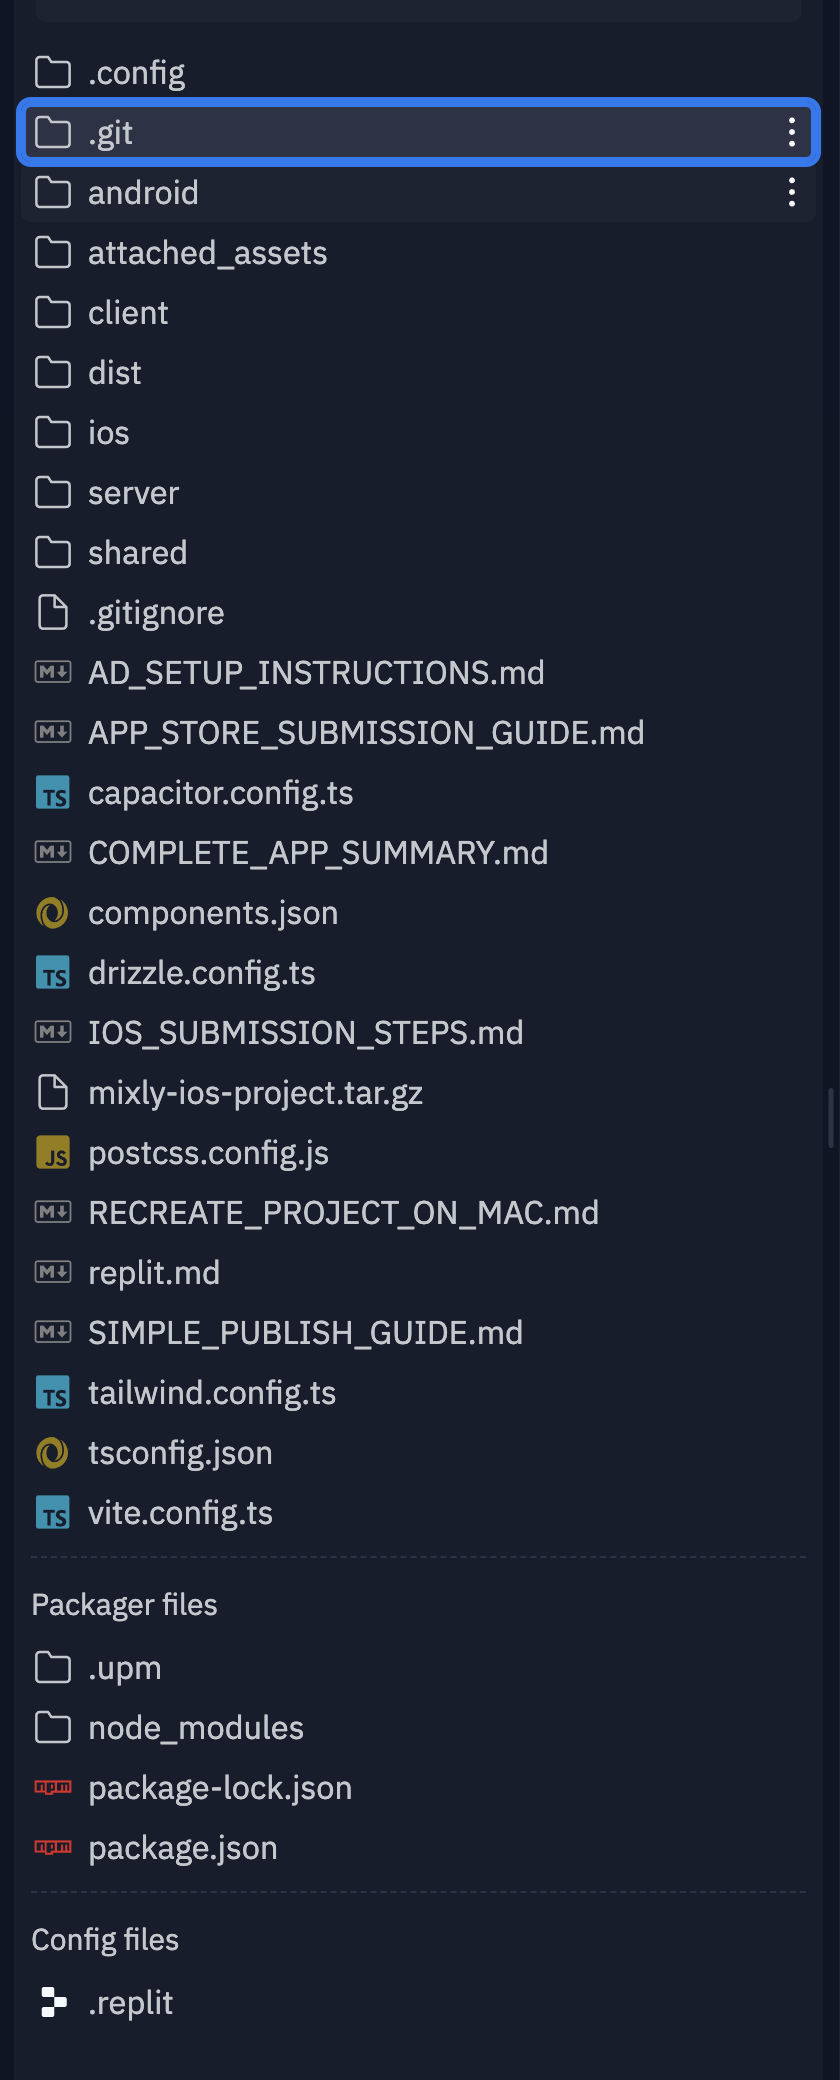 .config
.git
android
attached_assets
client
dist
ios
server
shared
.gitignore
AD_SETUP_INSTRUCTIONS.md
APP_STORE_SUBMISSION_GUIDE.md
TS capacitor.config.ts
COMPLETE_APP_SUMMARY.md
components.json
TS drizzle.config.ts
IOS_SUBMISSION_STEPS.md
mixly-ios-project.tar.gz
JS postcss.config.js
RECREATE_PROJECT_ON_MAC.md
replit.md
SIMPLE_PUBLISH_GUIDE.md
TS tailwind.config.ts
tsconfig.json
TS vite.config.ts
Packager files
.upm
node_modules
npm package-lock.json
npm package.json
Config files
.replit